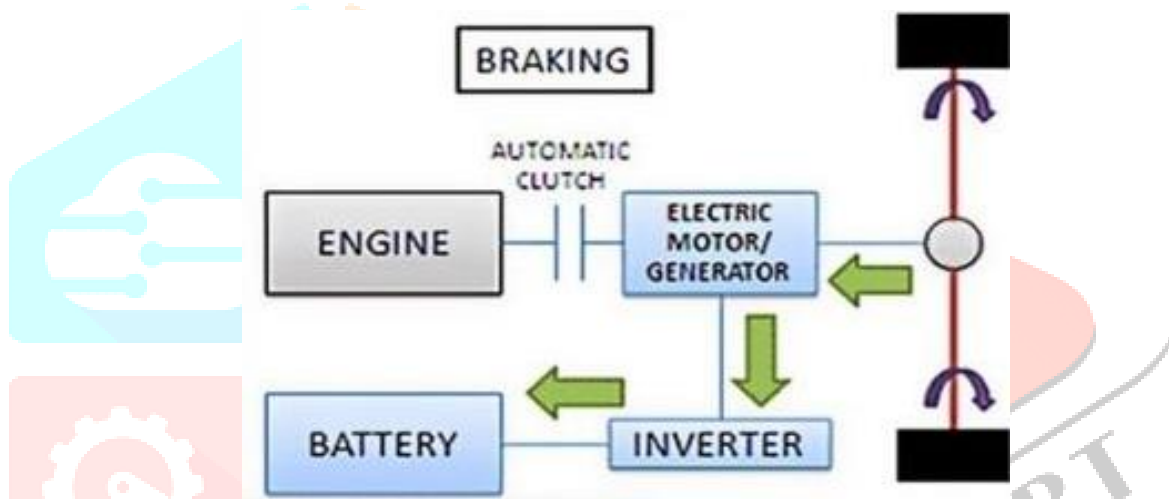 BRAKING
AUTOMATIC
CLUTCH
ENGINE
ELECTRIC
MOTOR/
GENERATOR
BATTERY
INVERTER